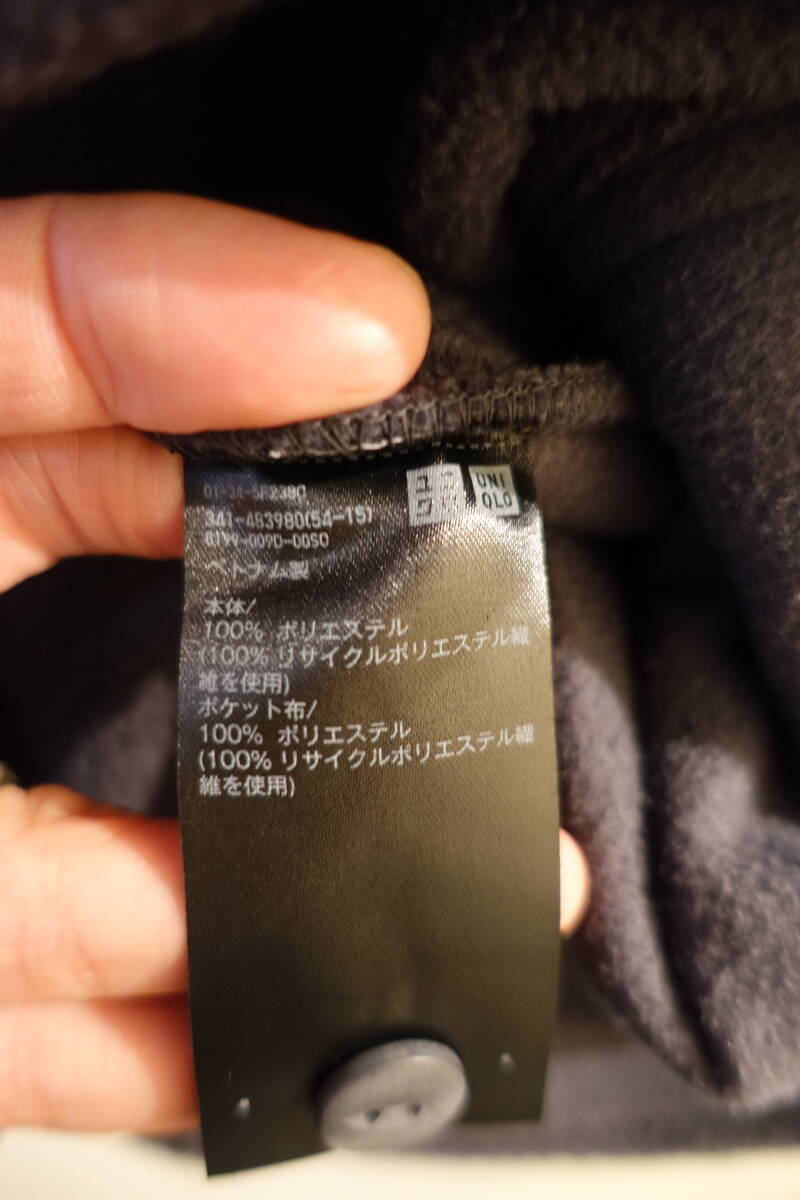 341-483980(54-15)
ユニ
クロ
UNI
QLO
ベトナム製
本体/
100% ポリエステル
(100% リサイクルポリエステル繊
維を使用)
ポケット布/
100% ポリエステル
(100% リサイクルポリエステル繊
維を使用)